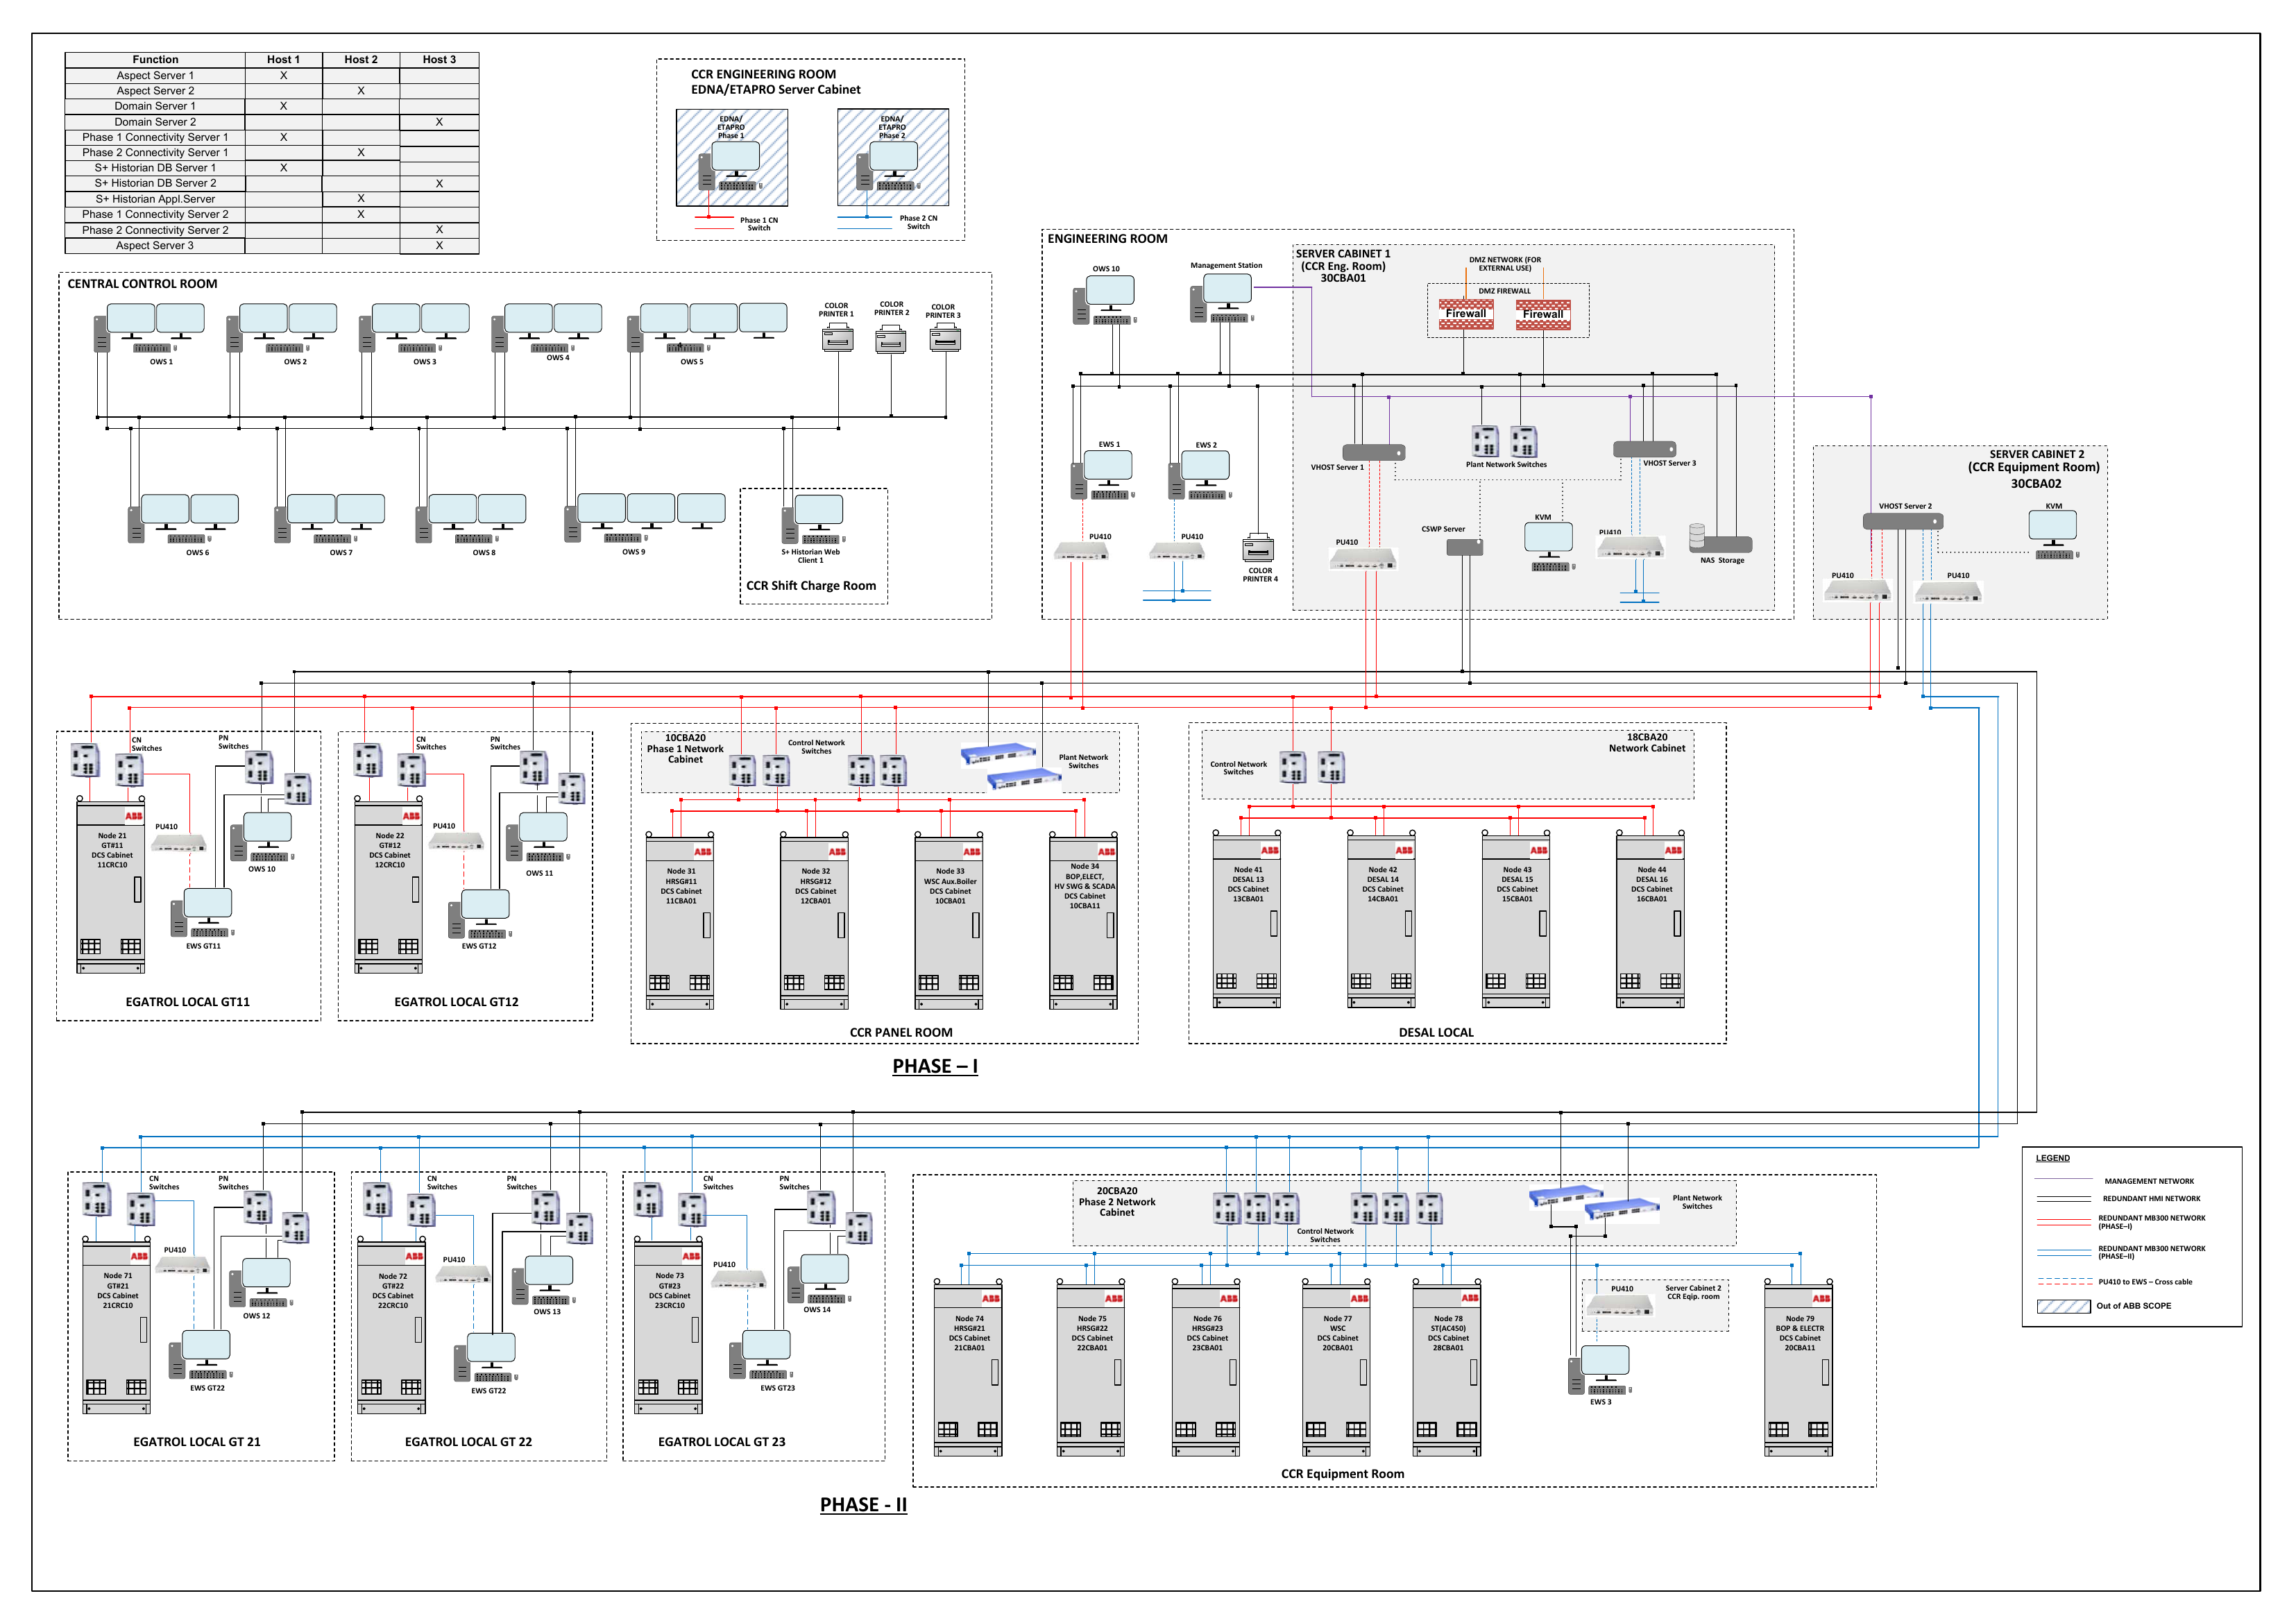 Function Host 1 Host 2 Host 3
Aspect Server 1 X
Aspect Server 2 X
Domain Server 1 X
Domain Server 2 X
Phase 1 Connectivity Server 1 X
Phase 2 Connectivity Server 1 X
S+ Historian DB Server 1 X
S+ Historian DB Server 2 X
S+ Historian Appl.Server X
Phase 1 Connectivity Server 2 X
Phase 2 Connectivity Server 2 X
Aspect Server 3 X
CCR ENGINEERING ROOM
EDNA/ETAPRO Server Cabinet
EDNA/
ETAPRO
Phase 1
EDNA/
ETAPRO
Phase 2
Phase 1 CN
Switch
Phase 2 CN
Switch
CENTRAL CONTROL ROOM
OWS 1
OWS 2
OWS 3
OWS 4
OWS 5
COLOR
PRINTER 1
COLOR
PRINTER 2
COLOR
PRINTER 3
OWS 6
OWS 7
OWS 8
OWS 9
S+ Historian Web
Client 1
CCR Shift Charge Room
ENGINEERING ROOM
OWS 10
Management Station
SERVER CABINET 1
(CCR Eng. Room)
30CBA01
DMZ NETWORK (FOR
EXTERNAL USE)
DMZ FIREWALL
Firewall
Firewall
EWS 1
EWS 2
VHOST Server 1
Plant Network Switches
VHOST Server 3
PU410
PU410
COLOR
PRINTER 4
PU410
CSWP Server
KVM
PU410
NAS Storage
SERVER CABINET 2
(CCR Equipment Room)
30CBA02
VHOST Server 2
KVM
PU410
PU410
CN
Switches
PN
Switches
PU410
ABB
Node 21
GT#11
DCS Cabinet
11CRC10
OWS 10
EWS GT11
EGATROL LOCAL GT11
CN
Switches
PN
Switches
PU410
ABB
Node 22
GT#12
DCS Cabinet
12CRC10
OWS 11
EWS GT12
EGATROL LOCAL GT12
10CBA20
Phase 1 Network
Cabinet
Control Network
Switches
Plant Network
Switches
ABB
Node 31
HRSG#11
DCS Cabinet
11CBA01
ABB
Node 32
HRSG#12
DCS Cabinet
12CBA01
ABB
Node 33
WSC Aux.Boiler
DCS Cabinet
10CBA01
ABB
Node 34
BOP,ELECT,
HV SWG & SCADA
DCS Cabinet
10CBA11
CCR PANEL ROOM
18CBA20
Network Cabinet
Control Network
Switches
ABB
Node 41
DESAL 13
DCS Cabinet
13CBA01
ABB
Node 42
DESAL 14
DCS Cabinet
14CBA01
ABB
Node 43
DESAL 15
DCS Cabinet
15CBA01
ABB
Node 44
DESAL 16
DCS Cabinet
16CBA01
DESAL LOCAL
PHASE – I
CN
Switches
PN
Switches
PU410
ABB
Node 71
GT#21
DCS Cabinet
21CRC10
OWS 12
EWS GT22
EGATROL LOCAL GT 21
CN
Switches
PN
Switches
PU410
ABB
Node 72
GT#22
DCS Cabinet
22CRC10
OWS 13
EWS GT22
EGATROL LOCAL GT 22
CN
Switches
PN
Switches
PU410
ABB
Node 73
GT#23
DCS Cabinet
23CRC10
OWS 14
EWS GT23
EGATROL LOCAL GT 23
20CBA20
Phase 2 Network
Cabinet
Control Network
Switches
Plant Network
Switches
ABB
Node 74
HRSG#21
DCS Cabinet
21CBA01
ABB
Node 75
HRSG#22
DCS Cabinet
22CBA01
ABB
Node 76
HRSG#23
DCS Cabinet
23CBA01
ABB
Node 77
WSC
DCS Cabinet
20CBA01
ABB
Node 78
ST(AC450)
DCS Cabinet
28CBA01
PU410
Server Cabinet 2
CCR Eqip. room
EWS 3
ABB
Node 79
BOP & ELECTR
DCS Cabinet
20CBA11
CCR Equipment Room
PHASE - II
LEGEND
MANAGEMENT NETWORK
REDUNDANT HMI NETWORK
REDUNDANT MB300 NETWORK
(PHASE–I)
REDUNDANT MB300 NETWORK
(PHASE–II)
PU410 to EWS – Cross cable
Out of ABB SCOPE